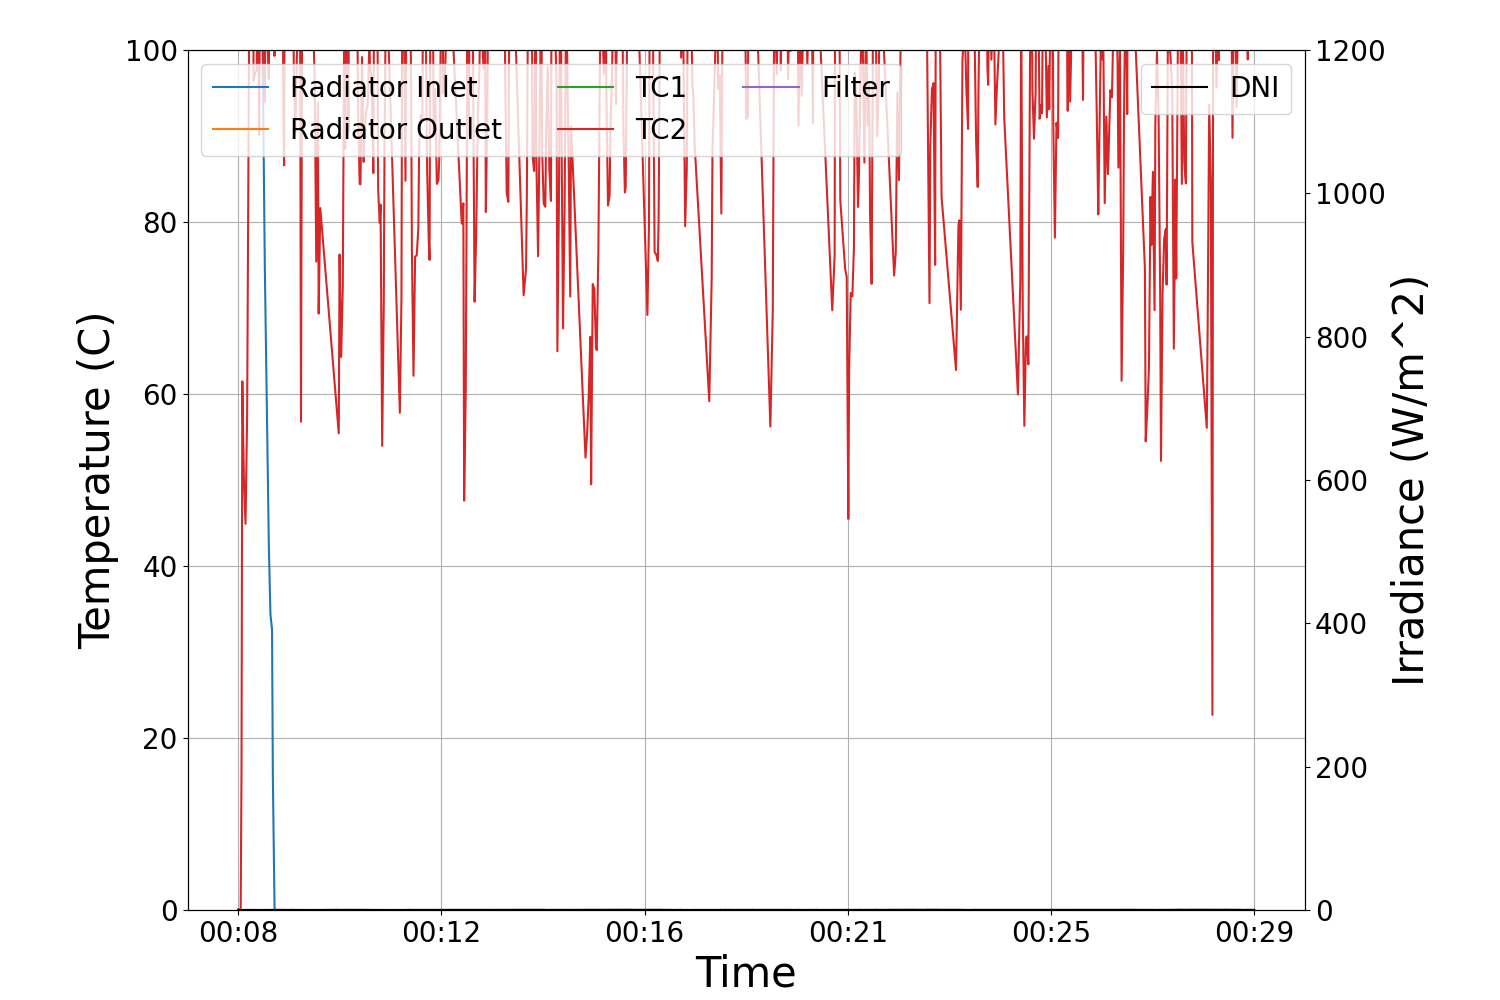 Radiator Inlet
Radiator Outlet
TC1
TC2
Filter
DNI
Temperature (C)
100
80
60
40
20
0
Irradiance (W/m^2)
1200
1000
800
600
400
200
0
00:08 00:12 00:16 00:21 00:25 00:29
Time